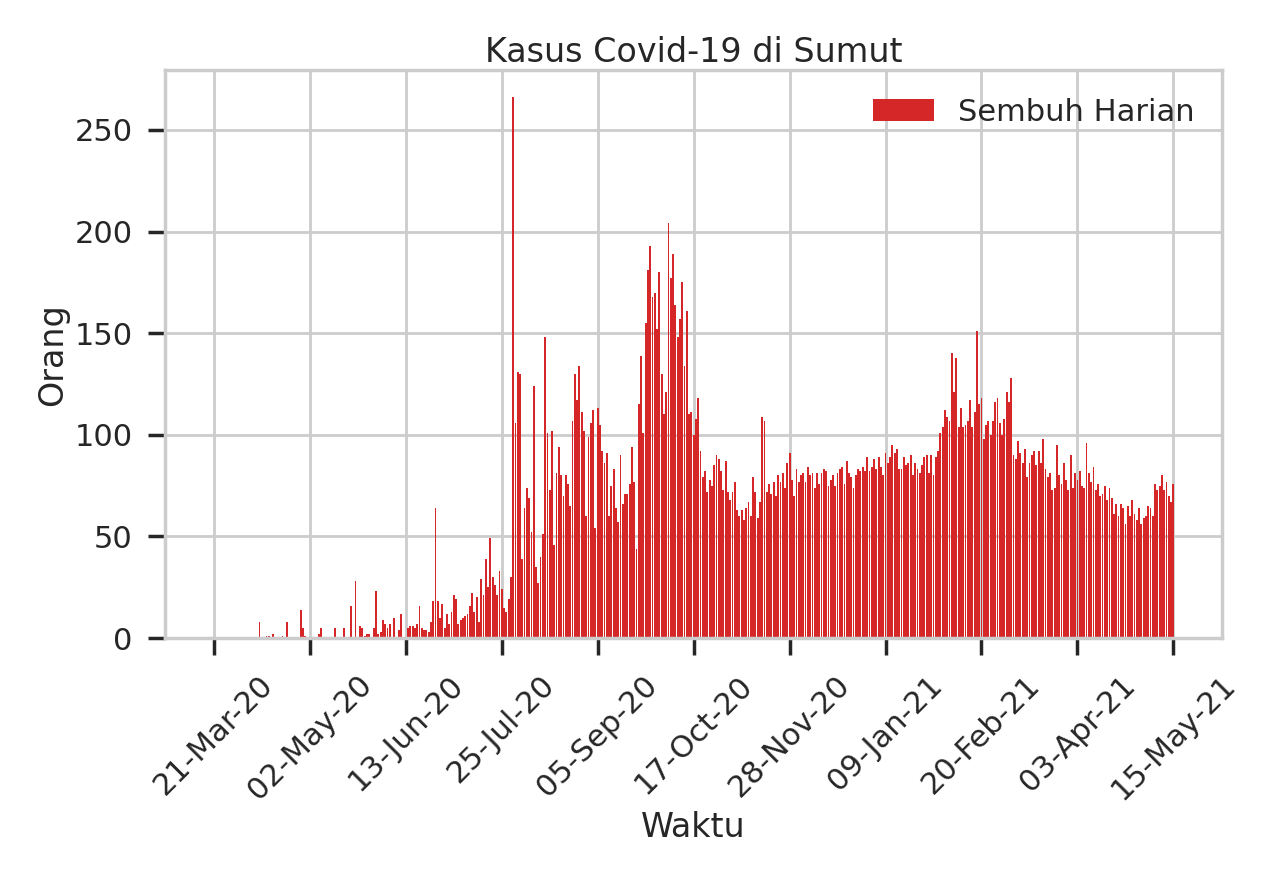 Kasus Covid-19 di Sumut
Sembuh Harian
Orang
250
200
150
100
50
0
21-Mar-20
02-May-20
13-Jun-20
25-Jul-20
05-Sep-20
17-Oct-20
28-Nov-20
09-Jan-21
20-Feb-21
03-Apr-21
15-May-21
Waktu